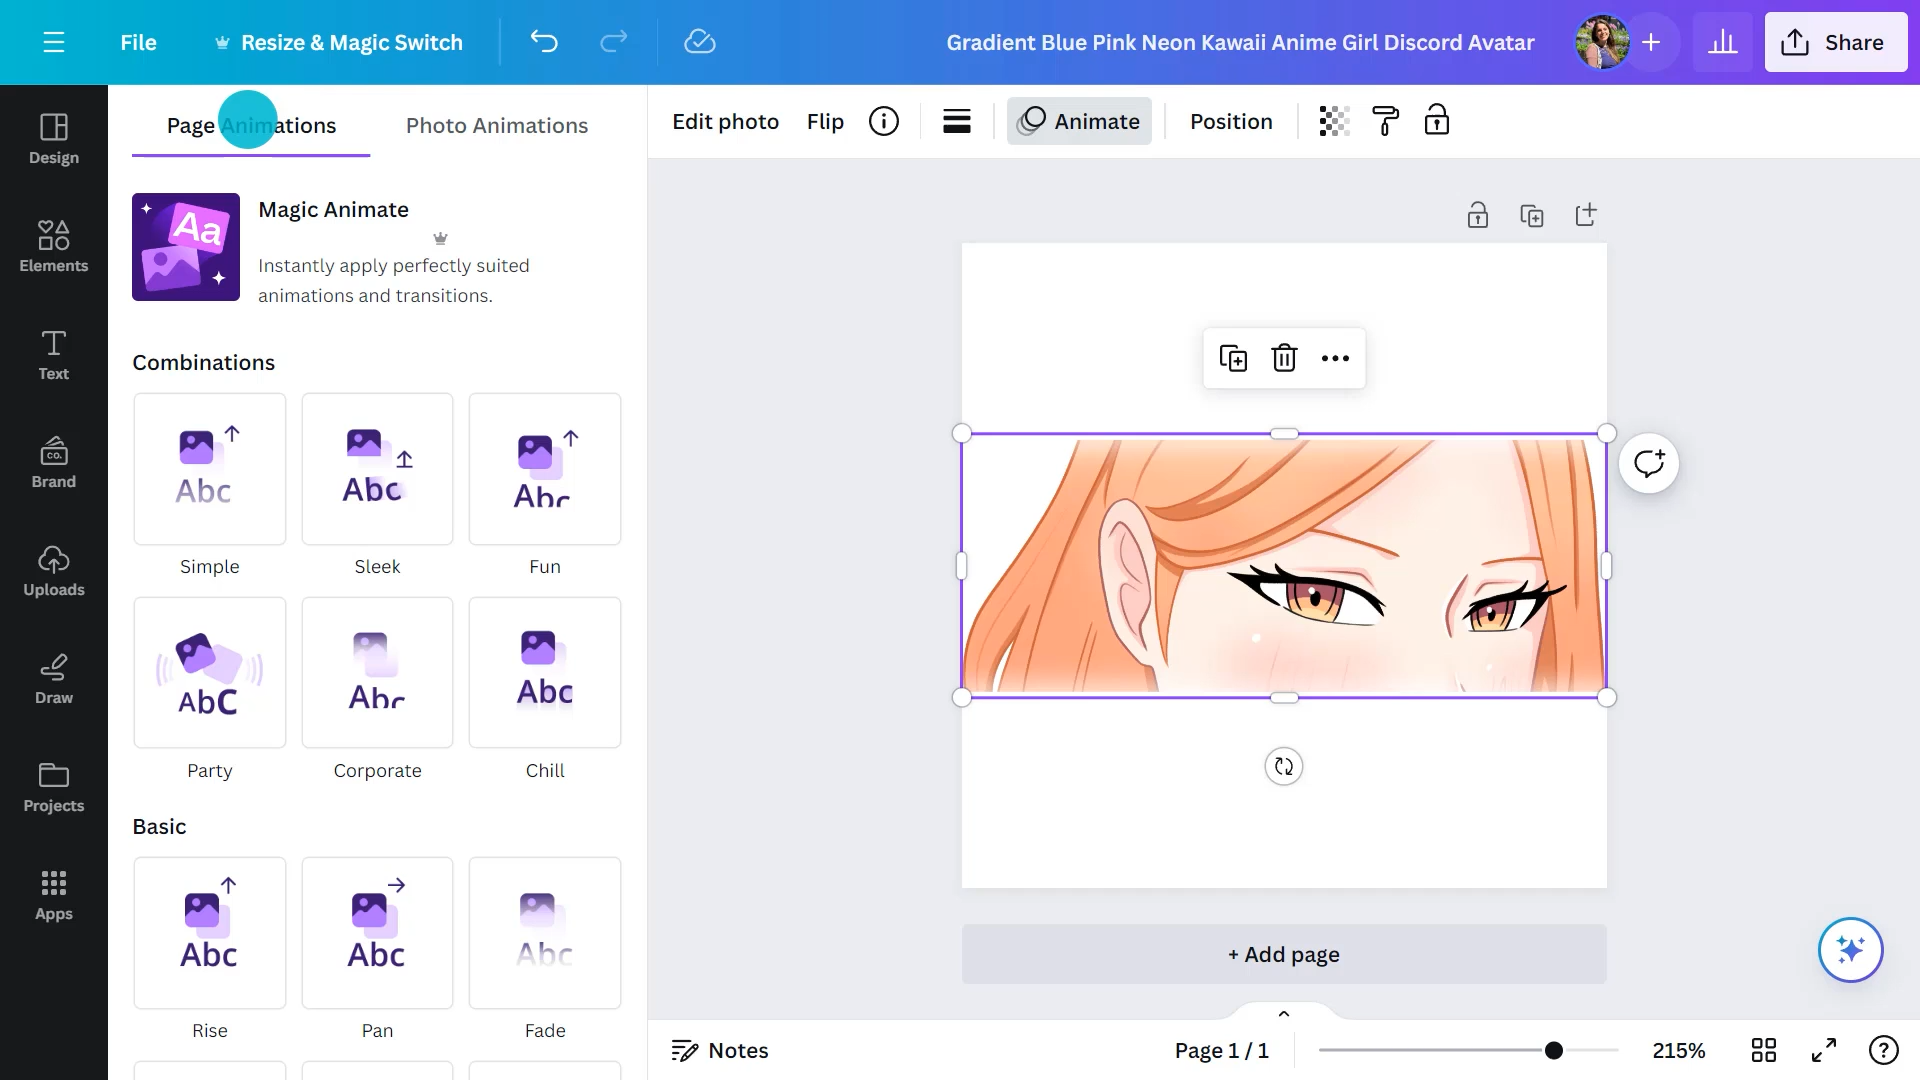 File
Resize & Magic Switch
Gradient Blue Pink Neon Kawaii Anime Girl Discord Avatar
Share
Design
Elements
Text
CO.
Brand
Uploads
Draw
Projects
Apps
Page Animations
Photo Animations
Aa
Magic Animate
Instantly apply perfectly suited
animations and transitions.
Combinations
Abc
Abc
Abc
Simple
Sleek
Fun
AbC
Abc
Abc
Party
Corporate
Chill
Basic
Abc
Abc
Abc
Rise
Pan
Fade
Edit photo
Flip
Animate
Position
+ Add page
Notes
Page 1 / 1
215%